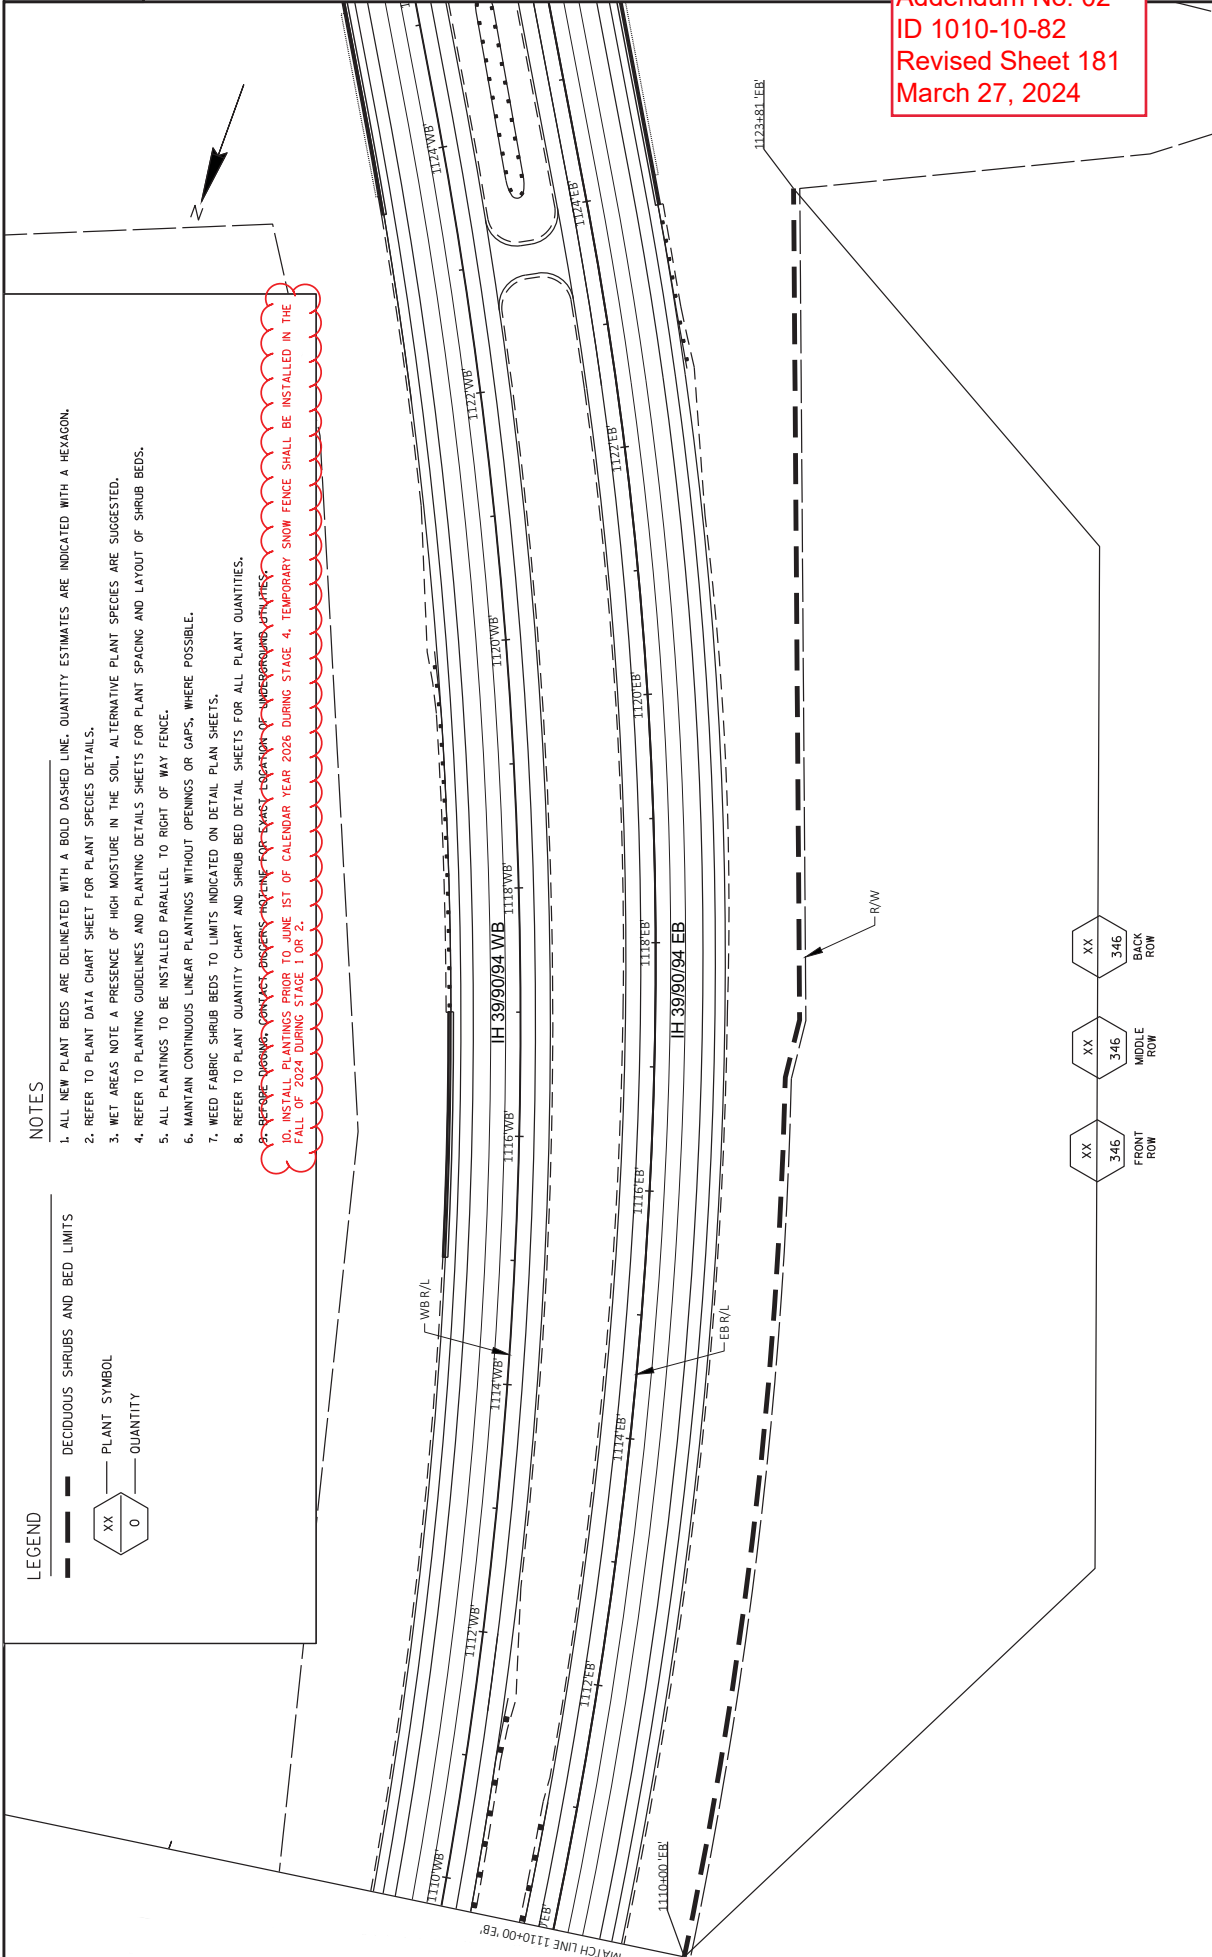 Addendum No. 02
ID 1010-10-82
Revised Sheet 181
March 27, 2024
LEGEND
DECIDUOUS SHRUBS AND BED LIMITS
XX
0
PLANT SYMBOL
QUANTITY
NOTES
1. ALL NEW PLANT BEDS ARE DELINEATED WITH A BOLD DASHED LINE. QUANTITY ESTIMATES ARE INDICATED WITH A HEXAGON.
2. REFER TO PLANT DATA CHART SHEET FOR PLANT SPECIES DETAILS.
3. WET AREAS NOTE A PRESENCE OF HIGH MOISTURE IN THE SOIL. ALTERNATIVE PLANT SPECIES ARE SUGGESTED.
4. REFER TO PLANTING GUIDELINES AND PLANTING DETAILS SHEETS FOR PLANT SPACING AND LAYOUT OF SHRUB BEDS.
5. ALL PLANTINGS TO BE INSTALLED PARALLEL TO RIGHT OF WAY FENCE.
6. MAINTAIN CONTINUOUS LINEAR PLANTINGS WITHOUT OPENINGS OR GAPS, WHERE POSSIBLE.
7. WEED FABRIC SHRUB BEDS TO LIMITS INDICATED ON DETAIL PLAN SHEETS.
8. REFER TO PLANT QUANTITY CHART AND SHRUB BED DETAIL SHEETS FOR ALL PLANT QUANTITIES.
9. BEFORE DIGGING, CONTACT DIGGER'S HOTLINE FOR EXACT LOCATION OF UNDERGROUND UTILITIES.
10. INSTALL PLANTINGS PRIOR TO JUNE 1ST OF CALENDAR YEAR 2026 DURING STAGE 4. TEMPORARY SNOW FENCE SHALL BE INSTALLED IN THE
FALL OF 2024 DURING STAGE 1 OR 2.
N
1110'WB'
1112'WB'
1114'WB'
1116'WB'
1118'WB'
1120'WB'
1122'WB'
1124'WB'
WB R/L
IH 39/90/94 WB
'EB'
1112'EB'
1114'EB'
1116'EB'
1118'EB'
1120'EB'
1122'EB'
1124'EB'
EB R/L
IH 39/90/94 EB
MATCH LINE 1110+00 'EB'
1110+00 'EB'
1123+81 'EB'
R/W
XX
346
FRONT
ROW
XX
346
MIDDLE
ROW
XX
346
BACK
ROW